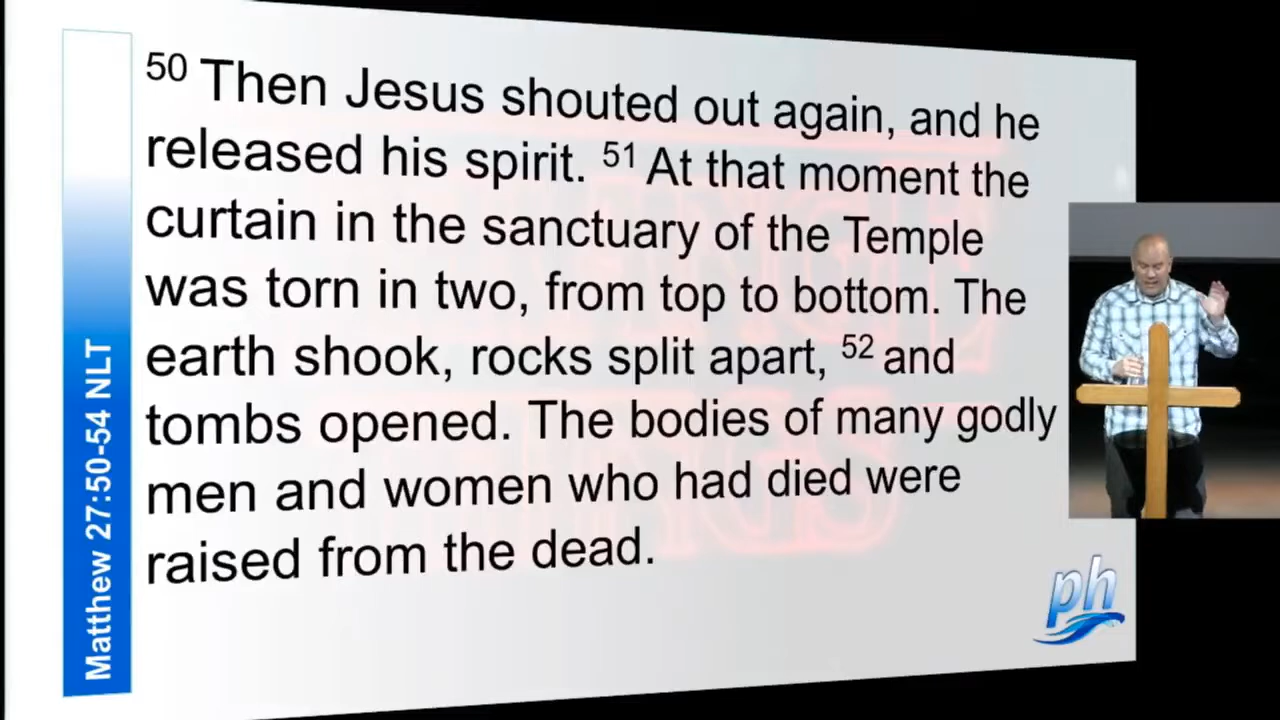 50 Then Jesus shouted out again, and he
released his spirit. 51 At that moment the
curtain in the sanctuary of the Temple
was torn in two, from top to bottom. The
earth shook, rocks split apart, 52 and
tombs opened. The bodies of many godly
men and women who had died were
raised from the dead.
Matthew 27:50-54 NLT
ph